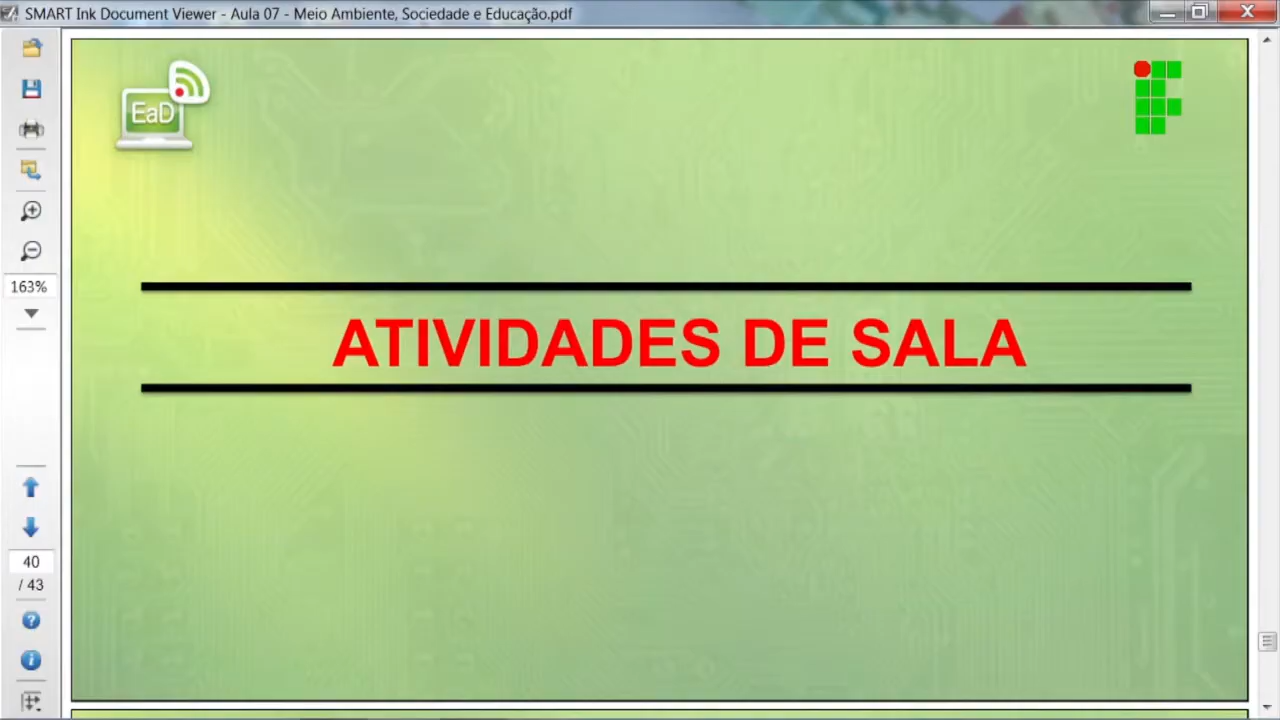 SMART Ink Document Viewer - Aula 07 - Meio Ambiente, Sociedade e Educação.pdf
EaD
163%
ATIVIDADES DE SALA
40
/ 43